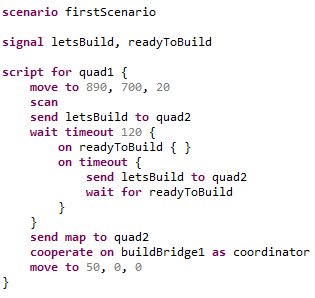 scenario firstScenario
signal letsBuild, readyToBuild
script for quad1 {
move to 890, 700, 20
scan
send letsBuild to quad2
wait timeout 120 {
on readyToBuild { }
on timeout {
send letsBuild to quad2
wait for readyToBuild
}
}
send map to quad2
cooperate on buildBridge1 as coordinator
move to 50, 0, 0
}